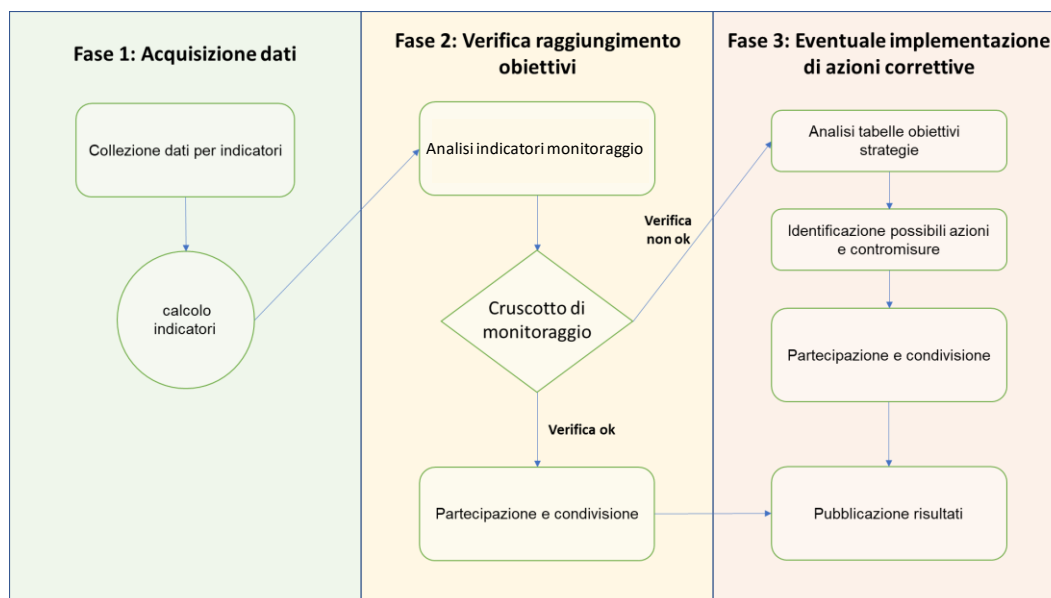 Fase 1: Acquisizione dati
Collezione dati per indicatori
calcolo
indicatori
Fase 2: Verifica raggiungimento
obiettivi
Analisi indicatori monitoraggio
Cruscotto di
monitoraggio
Verifica
non ok
Verifica ok
Partecipazione e condivisione
Fase 3: Eventuale implementazione
di azioni correttive
Analisi tabelle obiettivi
strategie
Identificazione possibili azioni
e contromisure
Partecipazione e condivisione
Pubblicazione risultati